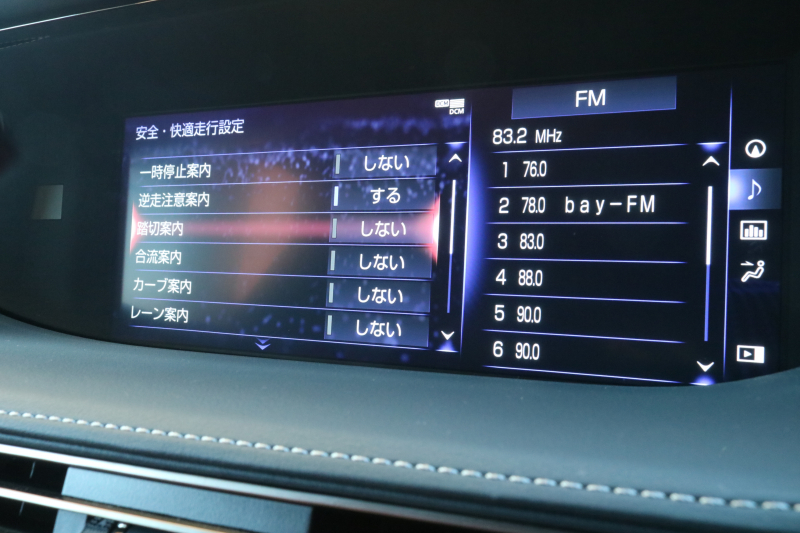 DCM
安全・快適走行設定
一時停止案内 しない
逆走注意案内 する
踏切案内 しない
合流案内 しない
カーブ案内 しない
レーン案内 しない
FM
83.2 MHz
1 76.0
2 78.0 bay-FM
3 83.0
4 88.0
5 90.0
6 90.0